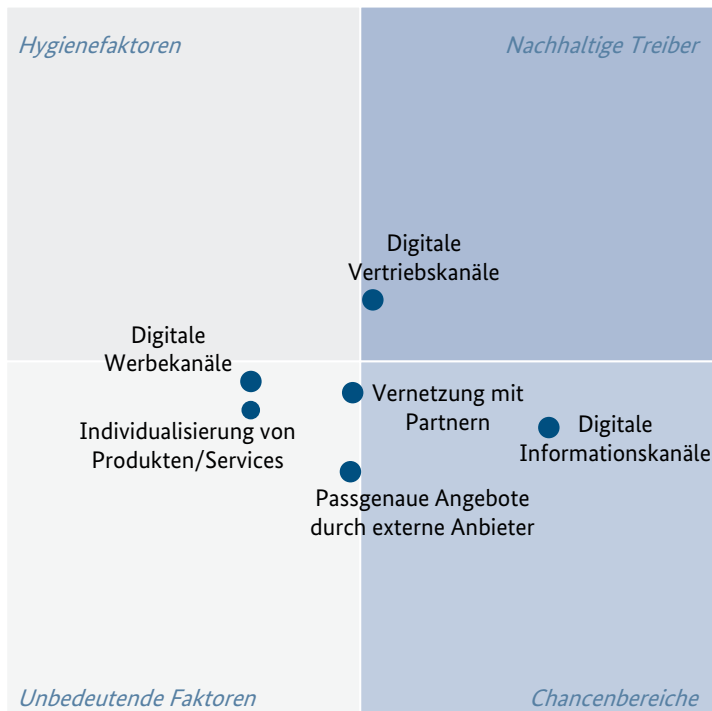 Hygienefaktoren
Nachhaltige Treiber
Digitale
Vertriebskanäle
Digitale
Werbekanäle
Vernetzung mit
Partnern
Individualisierung von
Produkten/Services
Digitale
Informationskanäle
Passgenaue Angebote
durch externe Anbieter
Unbedeutende Faktoren
Chancenbereiche